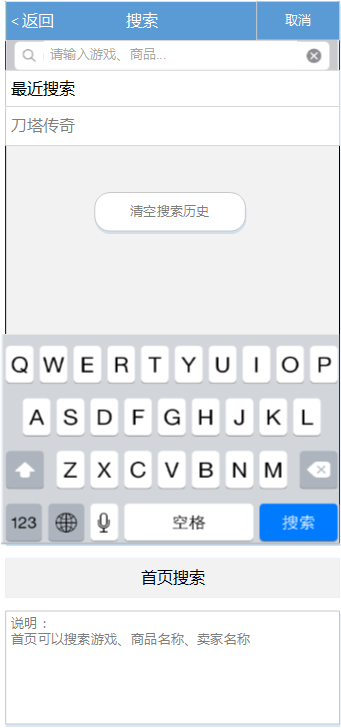 < 返回 搜索 取消
请输入游戏、商品...
最近搜索
刀塔传奇
清空搜索历史
Q W E R T Y U I O P
A S D F G H J K L
Z X C V B N M
123 空格 搜索
首页搜索
说明：
首页可以搜索游戏、商品名称、卖家名称